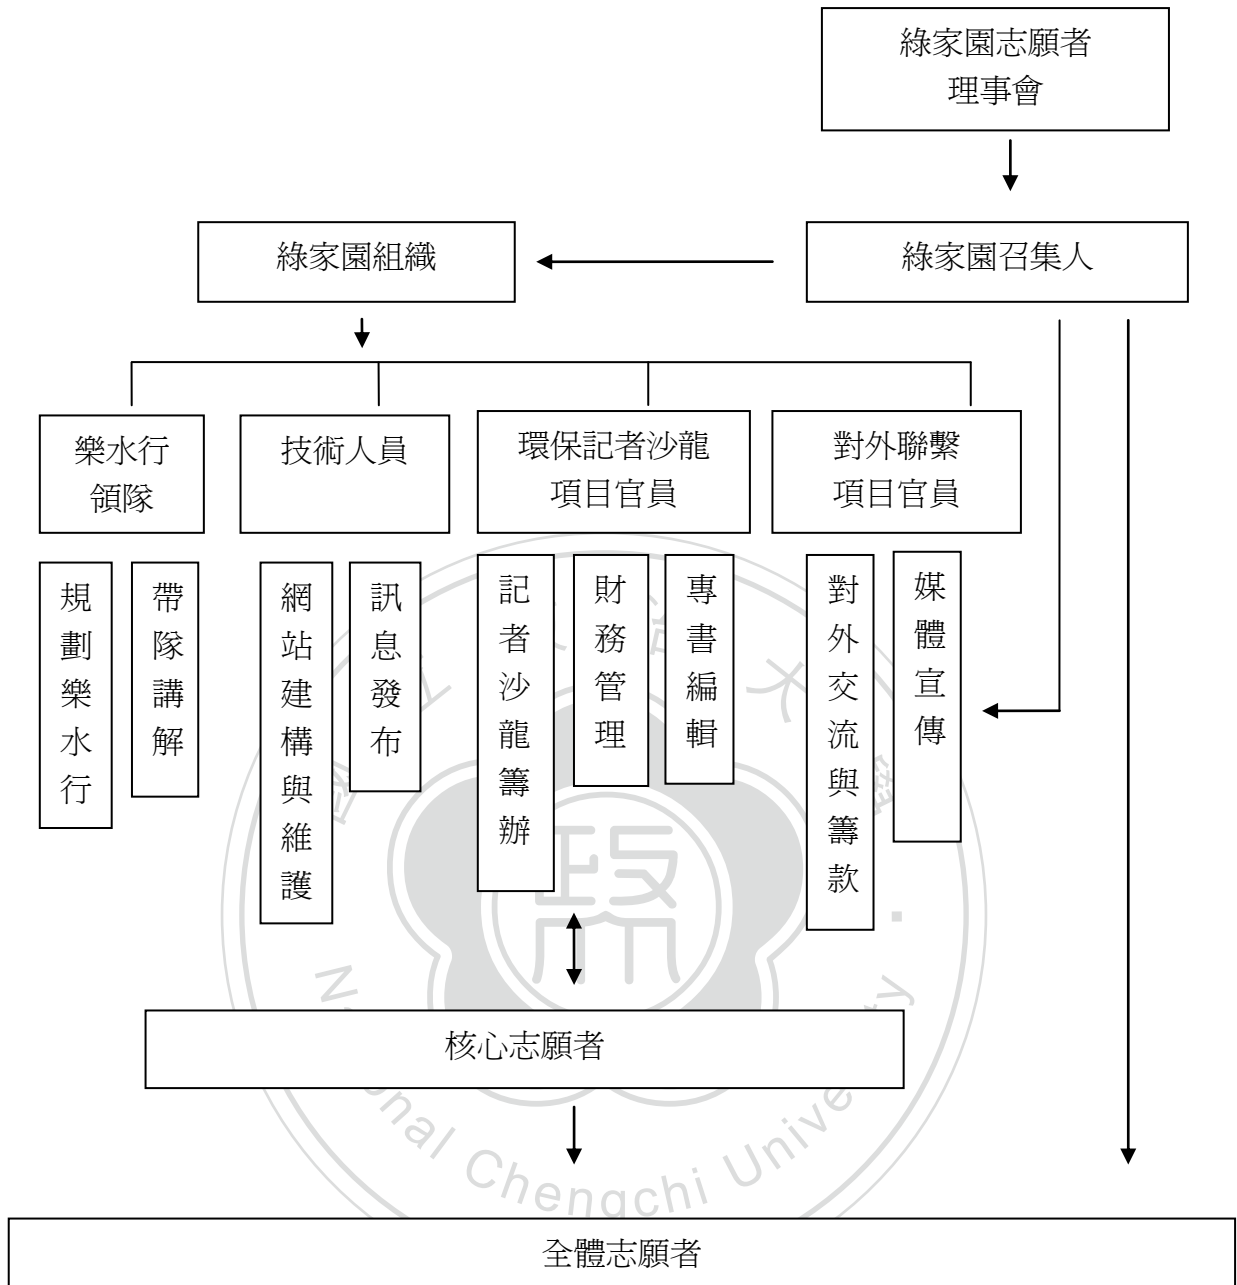 綠家園志願者
理事會
綠家園組織
綠家園召集人
樂水行
領隊
技術人員
環保記者沙龍
項目官員
對外聯繫
項目官員
規劃樂水行
帶隊講解
網站建構與維護
訊息發布
記者沙龍籌辦
財務管理
專書編輯
對外交流與籌款
媒體宣傳
核心志願者
全體志願者
Chengchi University